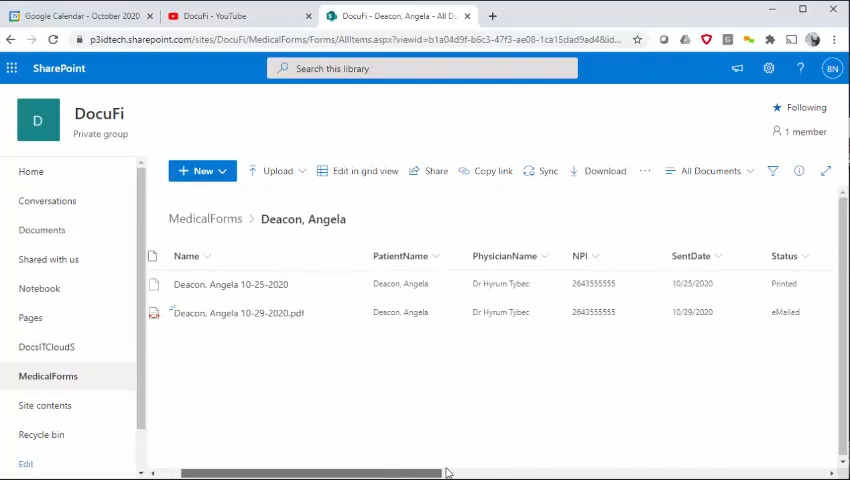 Google Calendar - October 2020
DocuFi - YouTube
DocuFi - Deacon, Angela - All Do
p3idtech.sharepoint.com/sites/DocuFi/MedicalForms/Forms/AllItems.aspx?viewid=b1a04d9f-b6c3-47f3-ae08-1ca15dad9ad4&id...
SharePoint
Search this library
BN
D
DocuFi
Private group
Following
1 member
Home
Conversations
Documents
Shared with us
Notebook
Pages
DocsITCloudS
MedicalForms
Site contents
Recycle bin
Edit
New
Upload
Edit in grid view
Share
Copy link
Sync
Download
...
All Documents
MedicalForms > Deacon, Angela
Name PatientName PhysicianName NPI SentDate Status
Deacon, Angela 10-25-2020 Deacon, Angela Dr Hyrum Tybec 2643555555 10/25/2020 Printed
Deacon, Angela 10-29-2020.pdf Deacon, Angela Dr Hyrum Tybec 2643555555 10/29/2020 eMailed